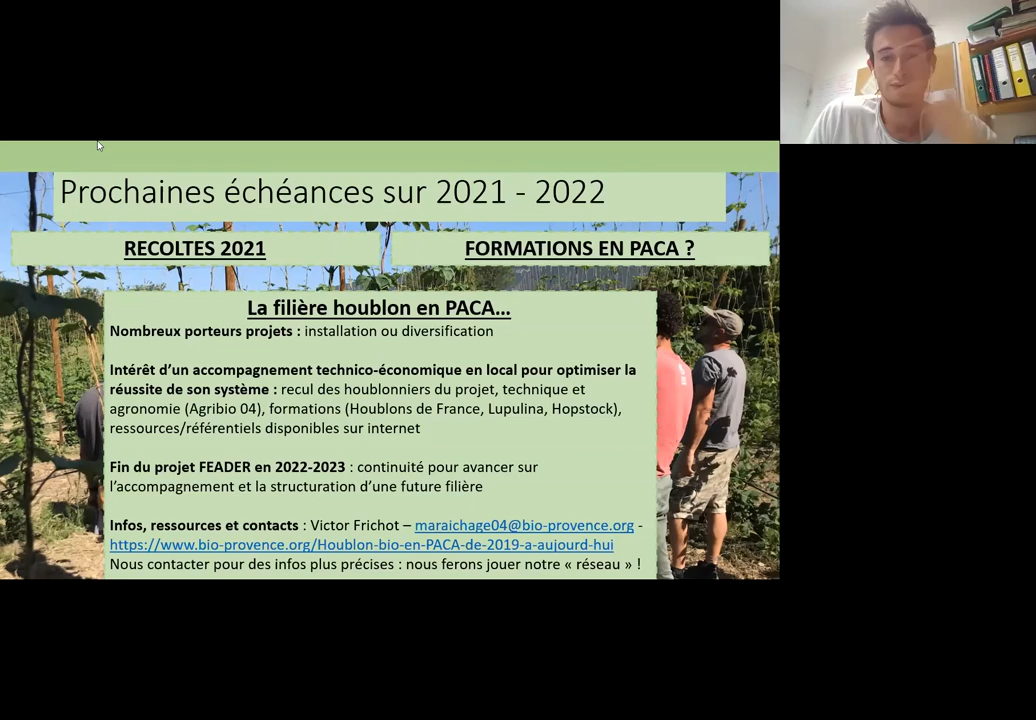 Prochaines échéances sur 2021 - 2022
RECOLTES 2021
FORMATIONS EN PACA ?
La filière houblon en PACA...
Nombreux porteurs projets : installation ou diversification
Intérêt d'un accompagnement technico-économique en local pour optimiser la
réussite de son système : recul des houblonniers du projet, technique et
agronomie (Agribio 04), formations (Houblons de France, Lupulina, Hopstock),
ressources/référentiels disponibles sur internet
Fin du projet FEADER en 2022-2023 : continuité pour avancer sur
l'accompagnement et la structuration d'une future filière
Infos, ressources et contacts : Victor Frichot – maraichage04@bio-provence.org -
https://www.bio-provence.org/Houblon-bio-en-PACA-de-2019-a-aujourd-hui
Nous contacter pour des infos plus précises : nous ferons jouer notre « réseau » !